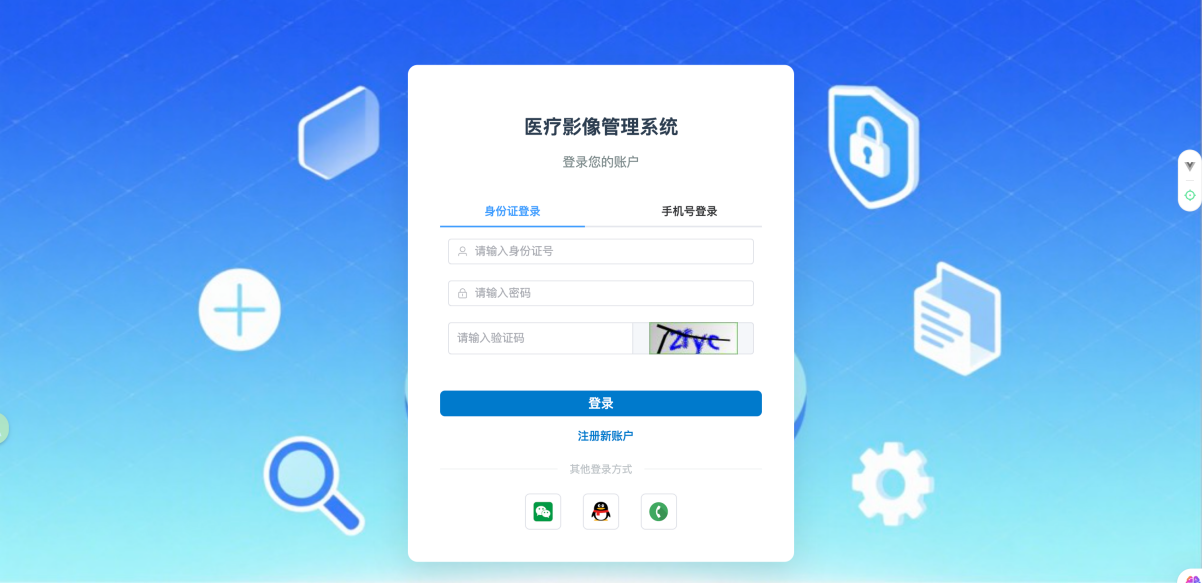 医疗影像管理系统
登录您的账户
身份证登录 手机号登录
请输入身份证号
请输入密码
请输入验证码
登录
注册新账户
其他登录方式